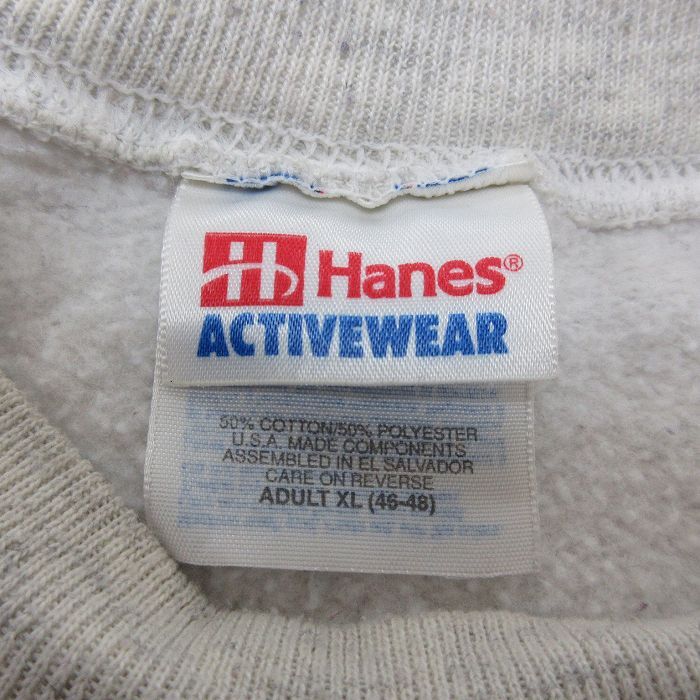 H Hanes®
ACTIVEWEAR
50% COTTON/50% POLYESTER
U.S.A. MADE COMPONENTS
ASSEMBLED IN EL SALVADOR
CARE ON REVERSE
ADULT XL (46-48)